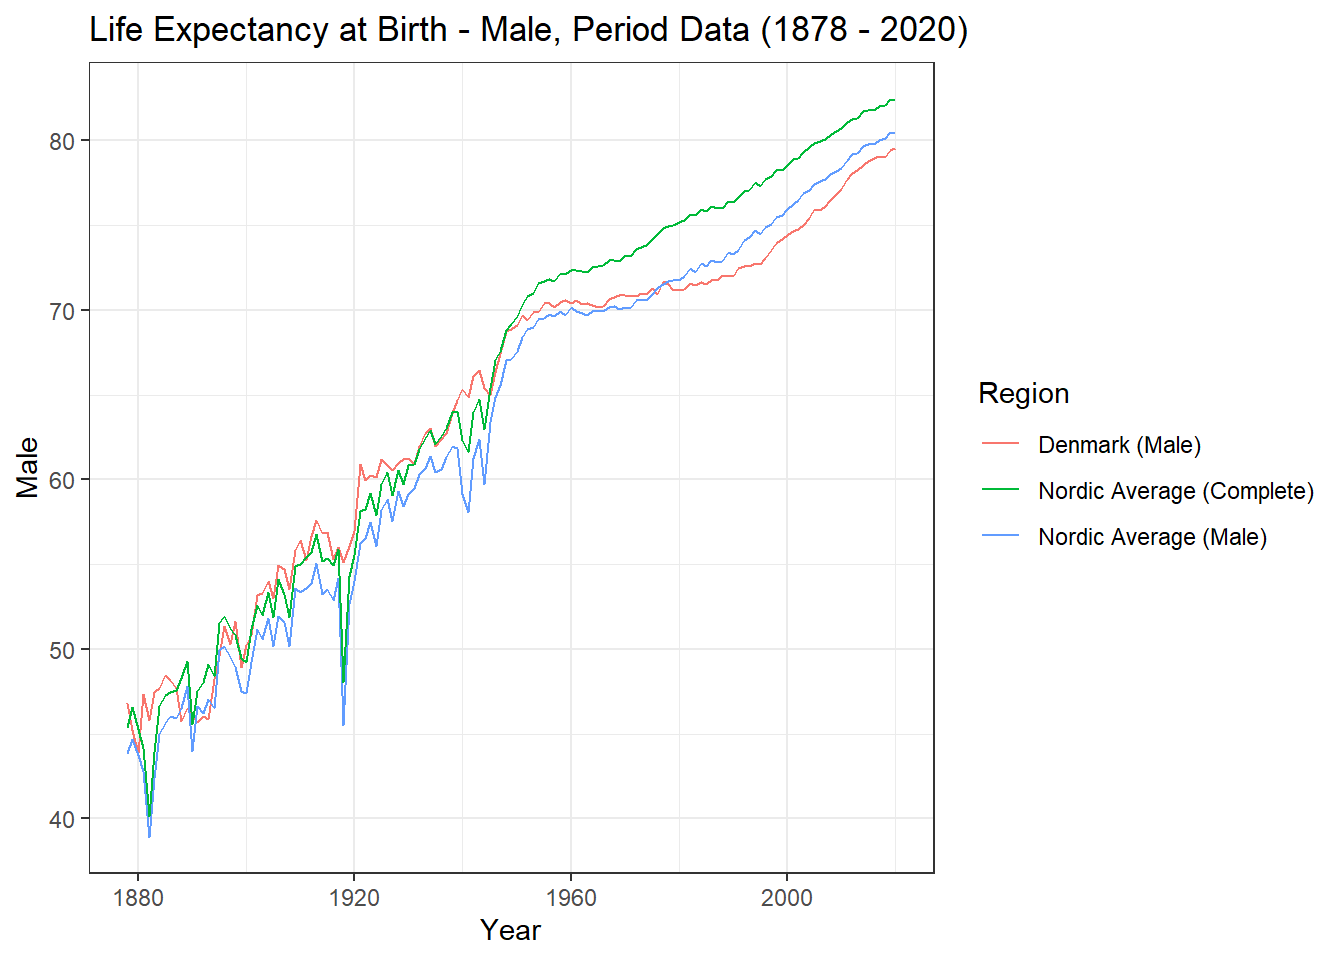 Life Expectancy at Birth - Male, Period Data (1878 - 2020)
80
70
60
50
40
Male
1880
1920
1960
2000
Year
Region
Denmark (Male)
Nordic Average (Complete)
Nordic Average (Male)